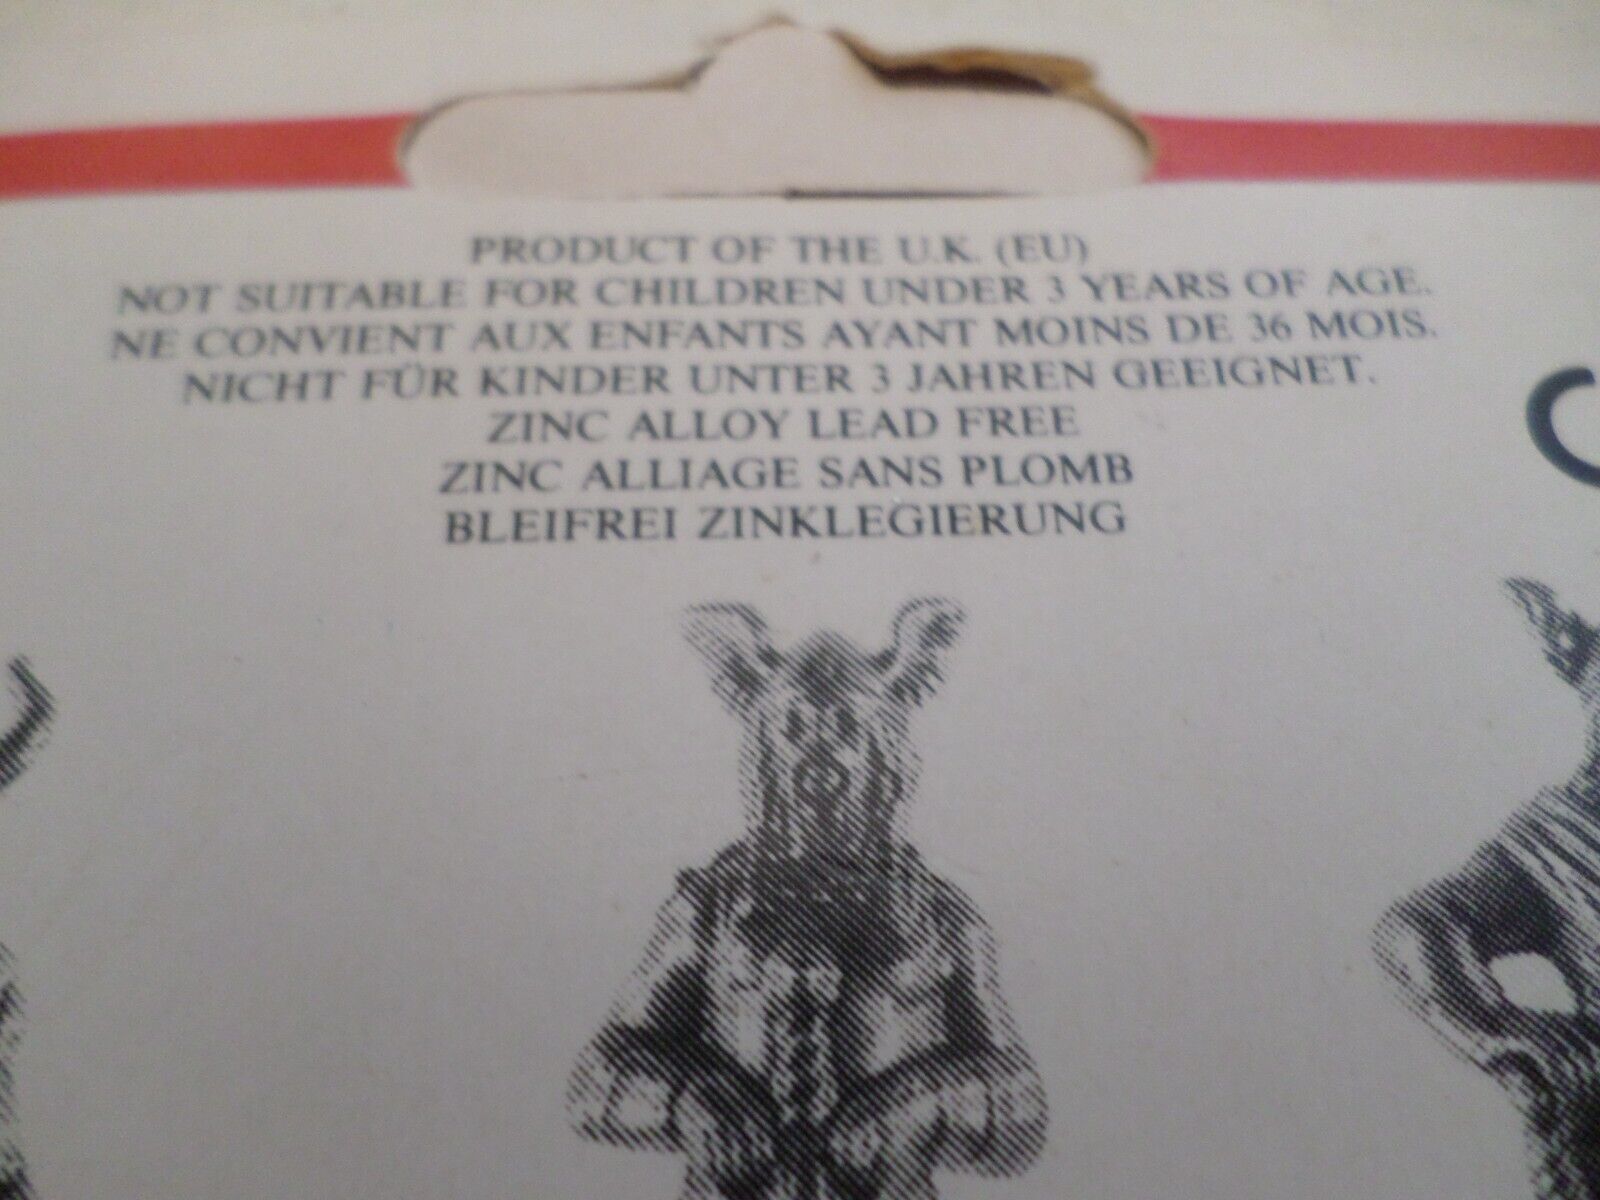 PRODUCT OF THE U.K. (EU)
NOT SUITABLE FOR CHILDREN UNDER 3 YEARS OF AGE.
NE CONVIENT AUX ENFANTS AYANT MOINS DE 36 MOIS.
NICHT FÜR KINDER UNTER 3 JAHREN GEEIGNET.
ZINC ALLOY LEAD FREE
ZINC ALLIAGE SANS PLOMB
BLEIFREI ZINKLEGIERUNG